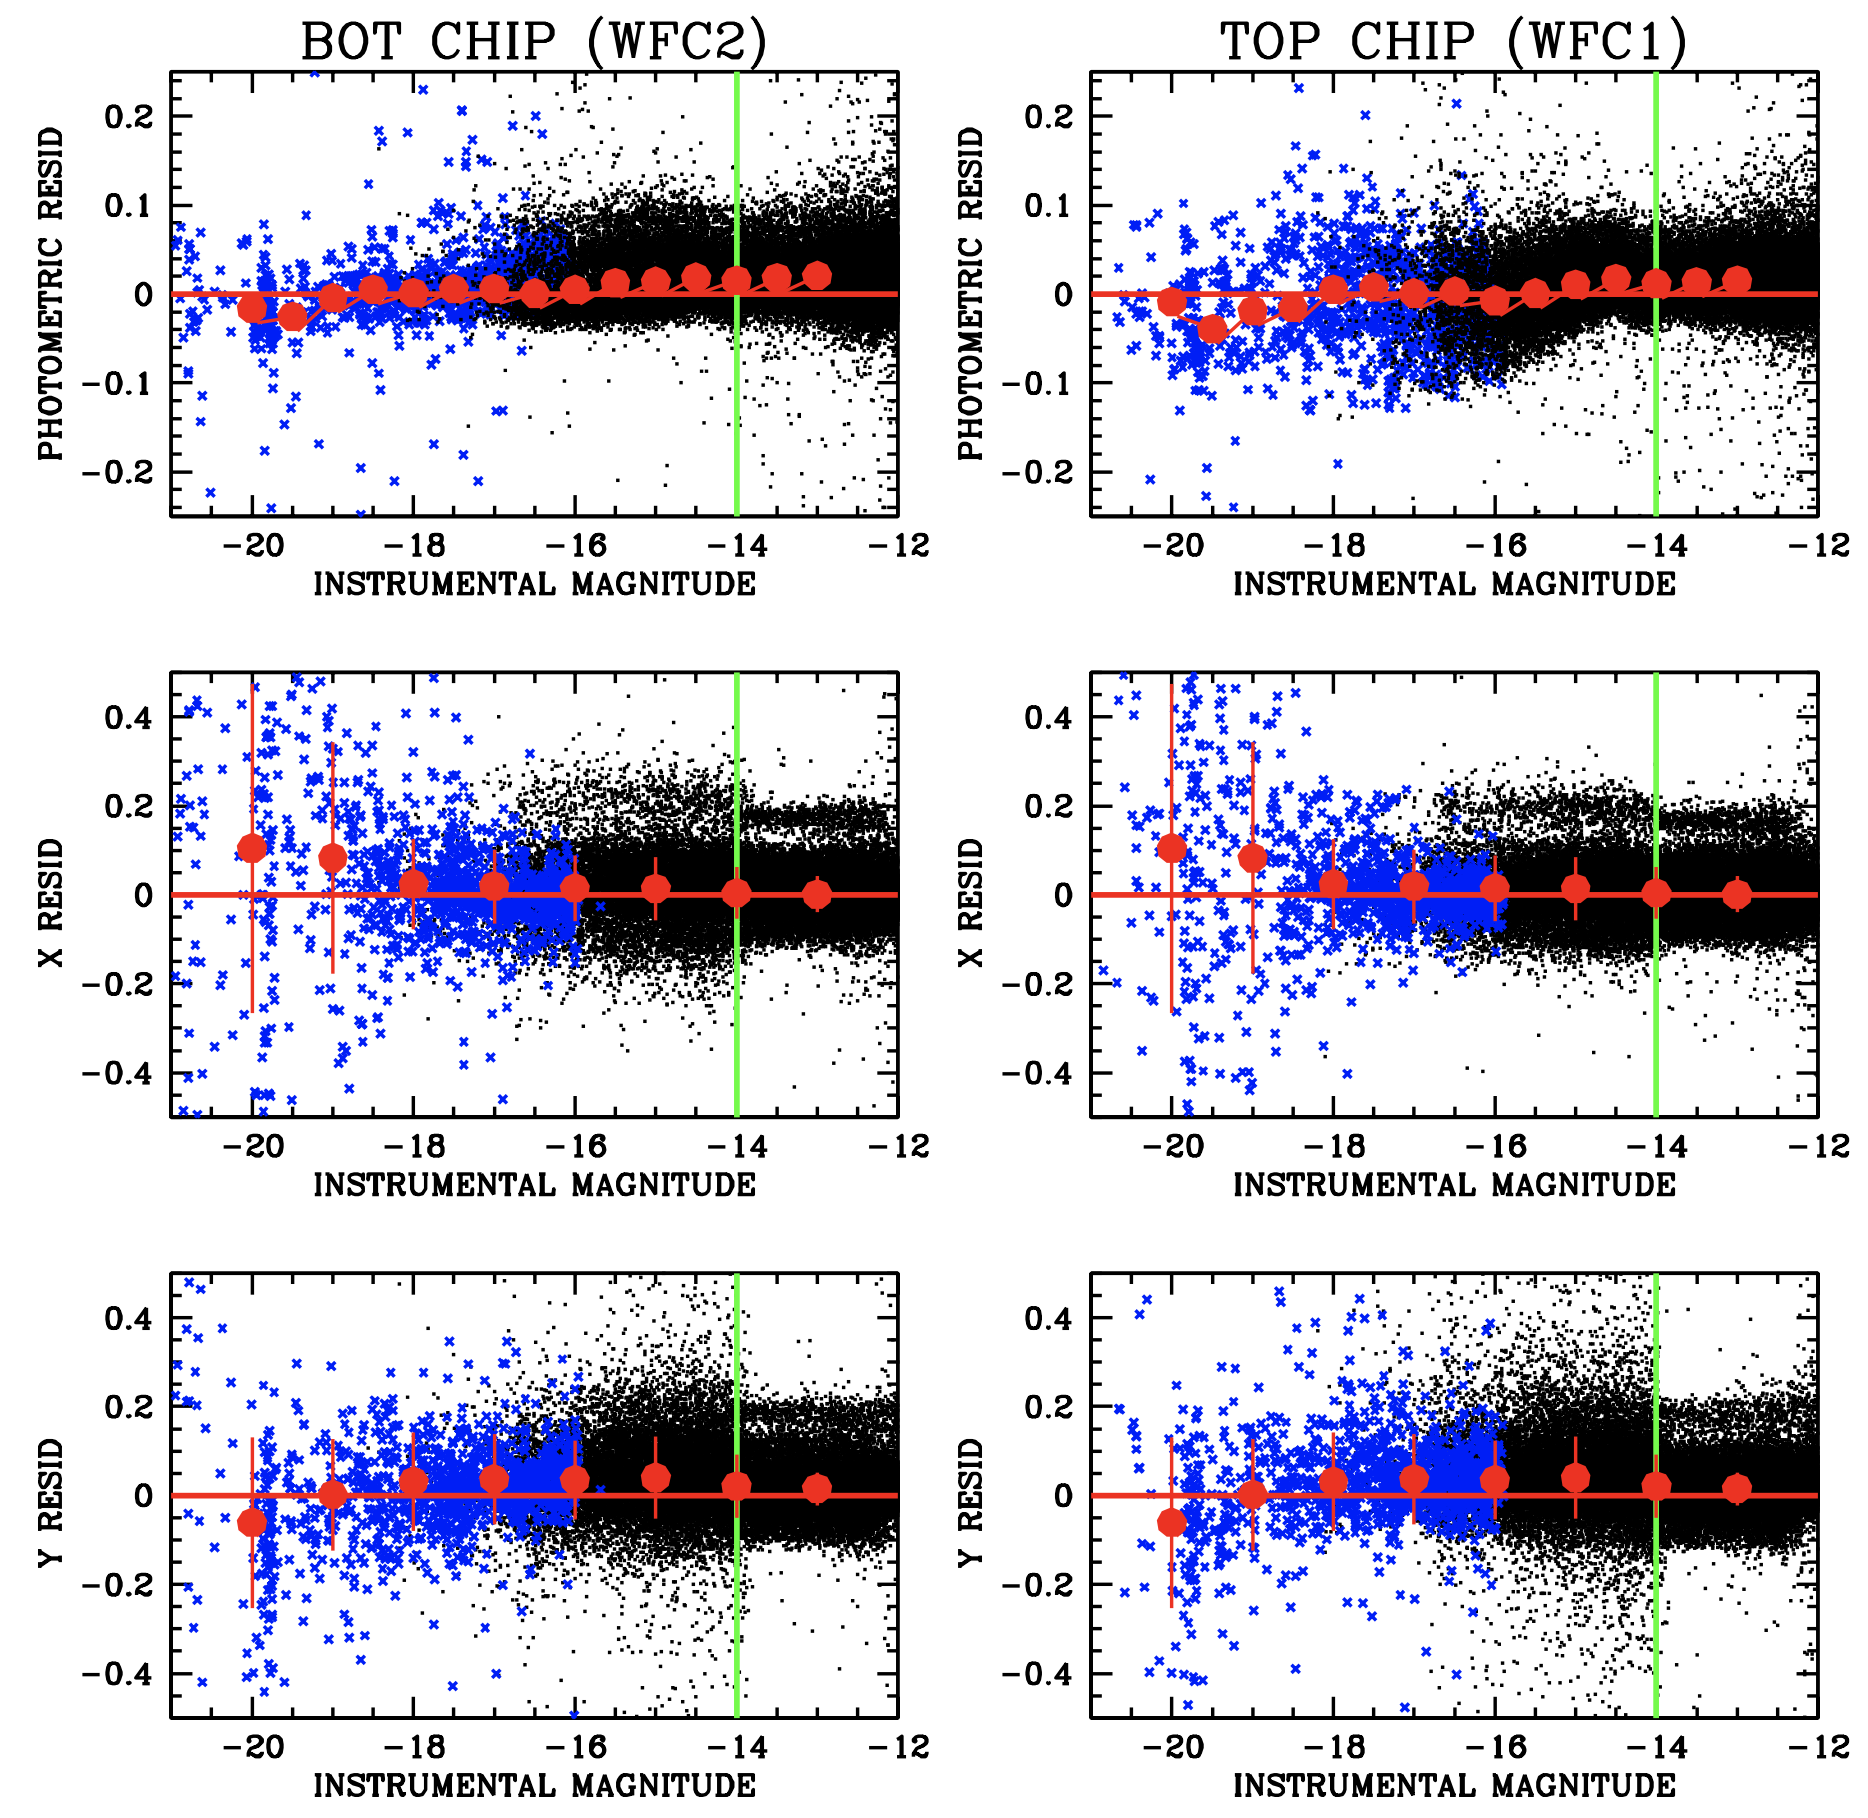 BOT CHIP (WFC2)
TOP CHIP (WFC1)
PHOTOMETRIC RESID
0.2
0.1
0
-0.1
-0.2
-20 -18 -16 -14 -12
INSTRUMENTAL MAGNITUDE
PHOTOMETRIC RESID
0.2
0.1
0
-0.1
-0.2
-20 -18 -16 -14 -12
INSTRUMENTAL MAGNITUDE
X RESID
0.4
0.2
0
-0.2
-0.4
-20 -18 -16 -14 -12
INSTRUMENTAL MAGNITUDE
X RESID
0.4
0.2
0
-0.2
-0.4
-20 -18 -16 -14 -12
INSTRUMENTAL MAGNITUDE
Y RESID
0.4
0.2
0
-0.2
-0.4
-20 -18 -16 -14 -12
INSTRUMENTAL MAGNITUDE
Y RESID
0.4
0.2
0
-0.2
-0.4
-20 -18 -16 -14 -12
INSTRUMENTAL MAGNITUDE